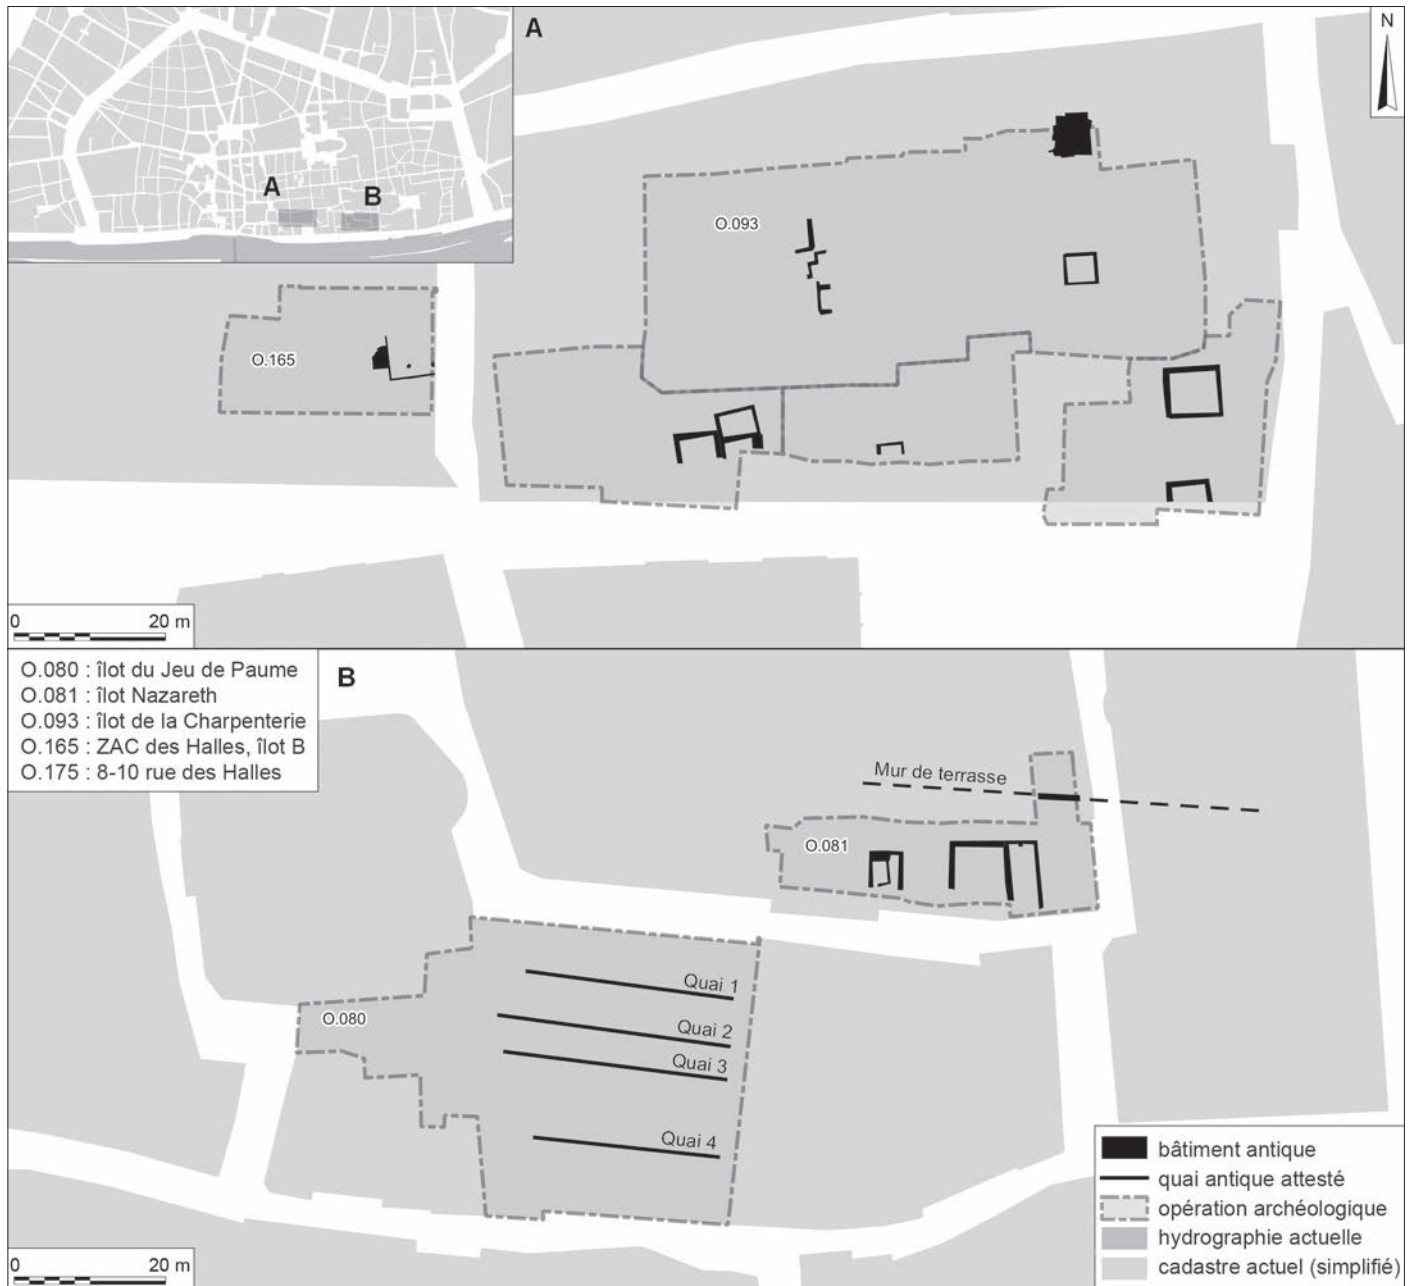 A
B
A
N
O.093
O.165
0 20 m
O.080 : îlot du Jeu de Paume
O.081 : îlot Nazareth
O.093 : îlot de la Charpenterie
O.165 : ZAC des Halles, îlot B
O.175 : 8-10 rue des Halles
B
Mur de terrasse
O.081
O.080
Quai 1
Quai 2
Quai 3
Quai 4
bâtiment antique
quai antique attesté
opération archéologique
hydrographie actuelle
cadastre actuel (simplifié)
0 20 m